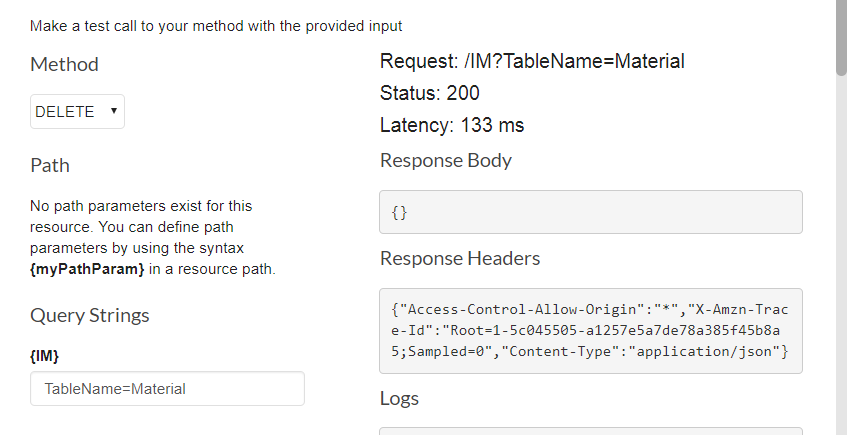 Make a test call to your method with the provided input
Method
DELETE
Path
No path parameters exist for this
resource. You can define path
parameters by using the syntax
{myPathParam} in a resource path.
Query Strings
{IM}
TableName=Material
Request: /IM?TableName=Material
Status: 200
Latency: 133 ms
Response Body
{}
Response Headers
{"Access-Control-Allow-Origin":"*","X-Amzn-Trac
e-Id":"Root=1-5c045505-a1257e5a7de78a385f45b8a
5;Sampled=0","Content-Type":"application/json"}
Logs